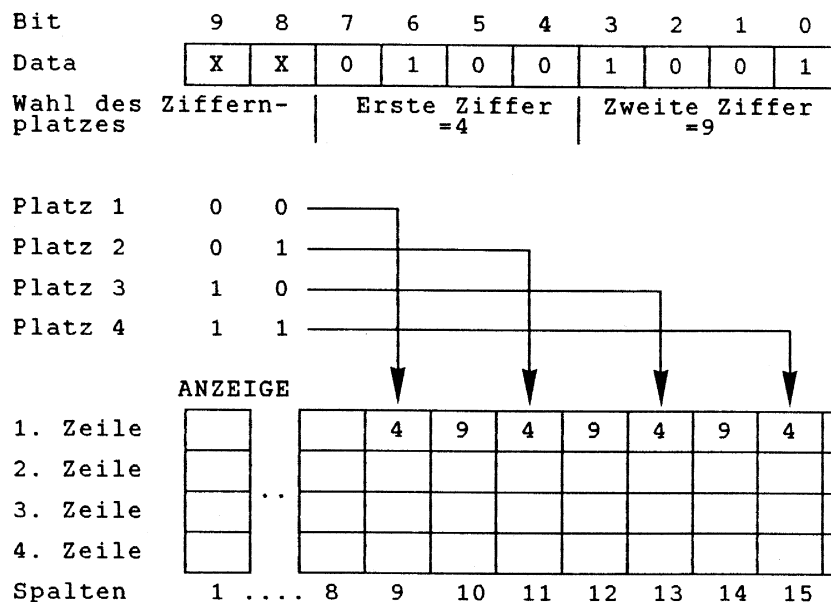 Bit 9 8 7 6 5 4 3 2 1 0
Data X X 0 1 0 0 1 0 0 1
Wahl des Ziffern- Erste Ziffer Zweite Ziffer
platzes =4 =9
Platz 1 0 0
Platz 2 0 1
Platz 3 1 0
Platz 4 1 1
ANZEIGE
1. Zeile 4 9 4 9 4 9 4
2. Zeile
3. Zeile ..
4. Zeile
Spalten 1 .... 8 9 10 11 12 13 14 15